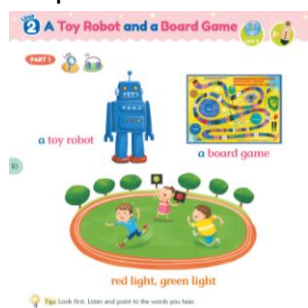 Unit
2 A Toy Robot and a Board Game
PART 1
a toy robot
a board game
red light, green light
Tips Look first. Listen and point to the words you hear.